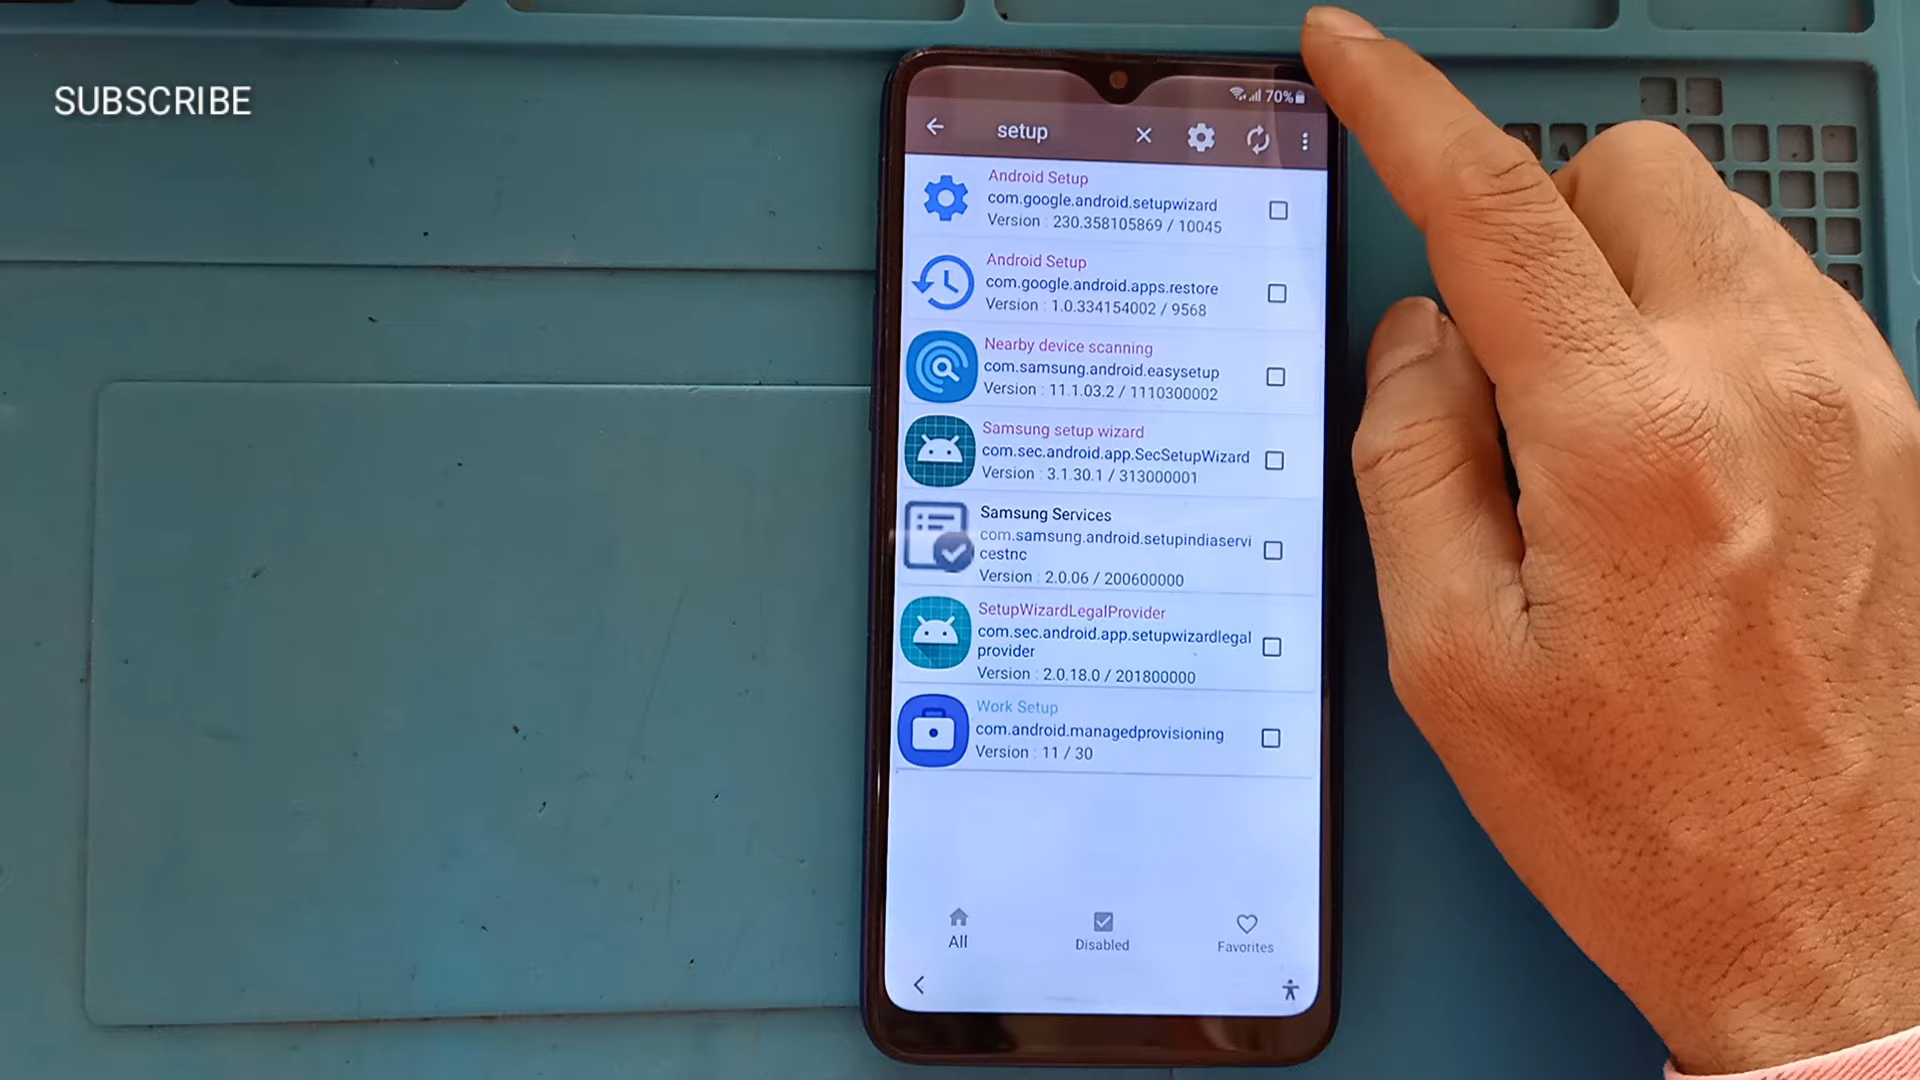 SUBSCRIBE
70%
setup
Android Setup
com.google.android.setupwizard
Version : 230.358105869 / 10045
Android Setup
com.google.android.apps.restore
Version : 1.0.334154002 / 9568
Nearby device scanning
com.samsung.android.easysetup
Version : 11.1.03.2 / 1110300002
Samsung setup wizard
com.sec.android.app.SecSetupWizard
Version : 3.1.30.1 / 313000001
Samsung Services
com.samsung.android.setupindiaservi
cestnc
Version : 2.0.06 / 200600000
SetupWizardLegalProvider
com.sec.android.app.setupwizardlegal
provider
Version : 2.0.18.0 / 201800000
Work Setup
com.android.managedprovisioning
Version : 11 / 30
All
Disabled
Favorites